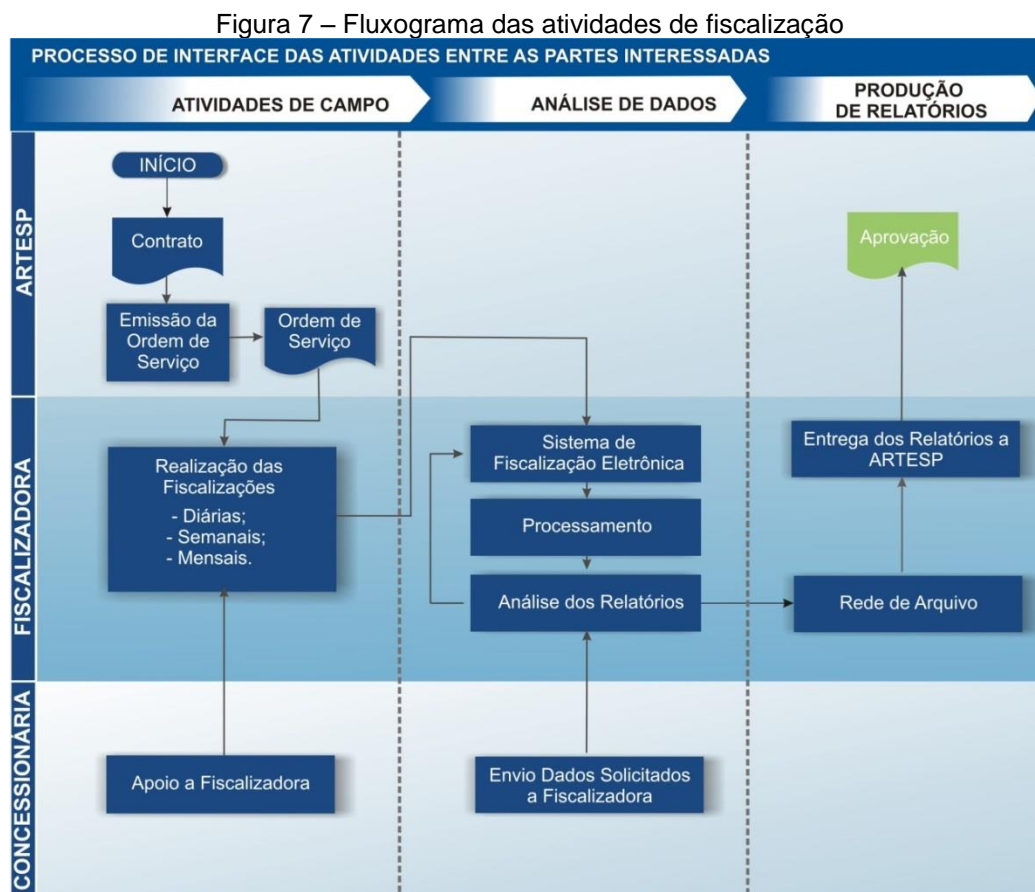 Figura 7 – Fluxograma das atividades de fiscalização
PROCESSO DE INTERFACE DAS ATIVIDADES ENTRE AS PARTES INTERESSADAS
ATIVIDADES DE CAMPO
ANÁLISE DE DADOS
PRODUÇÃO
DE RELATÓRIOS
ARTESP
INÍCIO
Contrato
Emissão da
Ordem de
Serviço
Ordem de
Serviço
Aprovação
FISCALIZADORA
Realização das
Fiscalizações
- Diárias;
- Semanais;
- Mensais.
Sistema de
Fiscalização Eletrônica
Processamento
Análise dos Relatórios
Entrega dos Relatórios a
ARTESP
Rede de Arquivo
CONCESSIONÁRIA
Apoio a Fiscalizadora
Envio Dados Solicitados
a Fiscalizadora